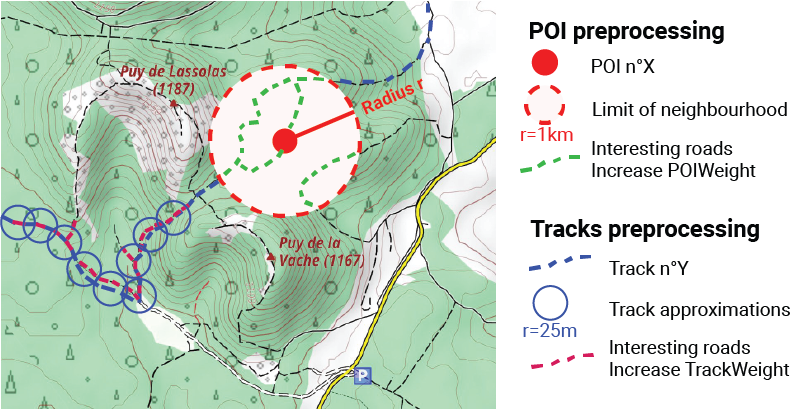 Puy de Lassolas
(1187)
Radius r
Puy de la
Vache (1167)
P
POI preprocessing
POI n°X
Limit of neighbourhood
r=1km
Interesting roads
Increase POIWeight
Tracks preprocessing
Track n°Y
Track approximations
r=25m
Interesting roads
Increase TrackWeight